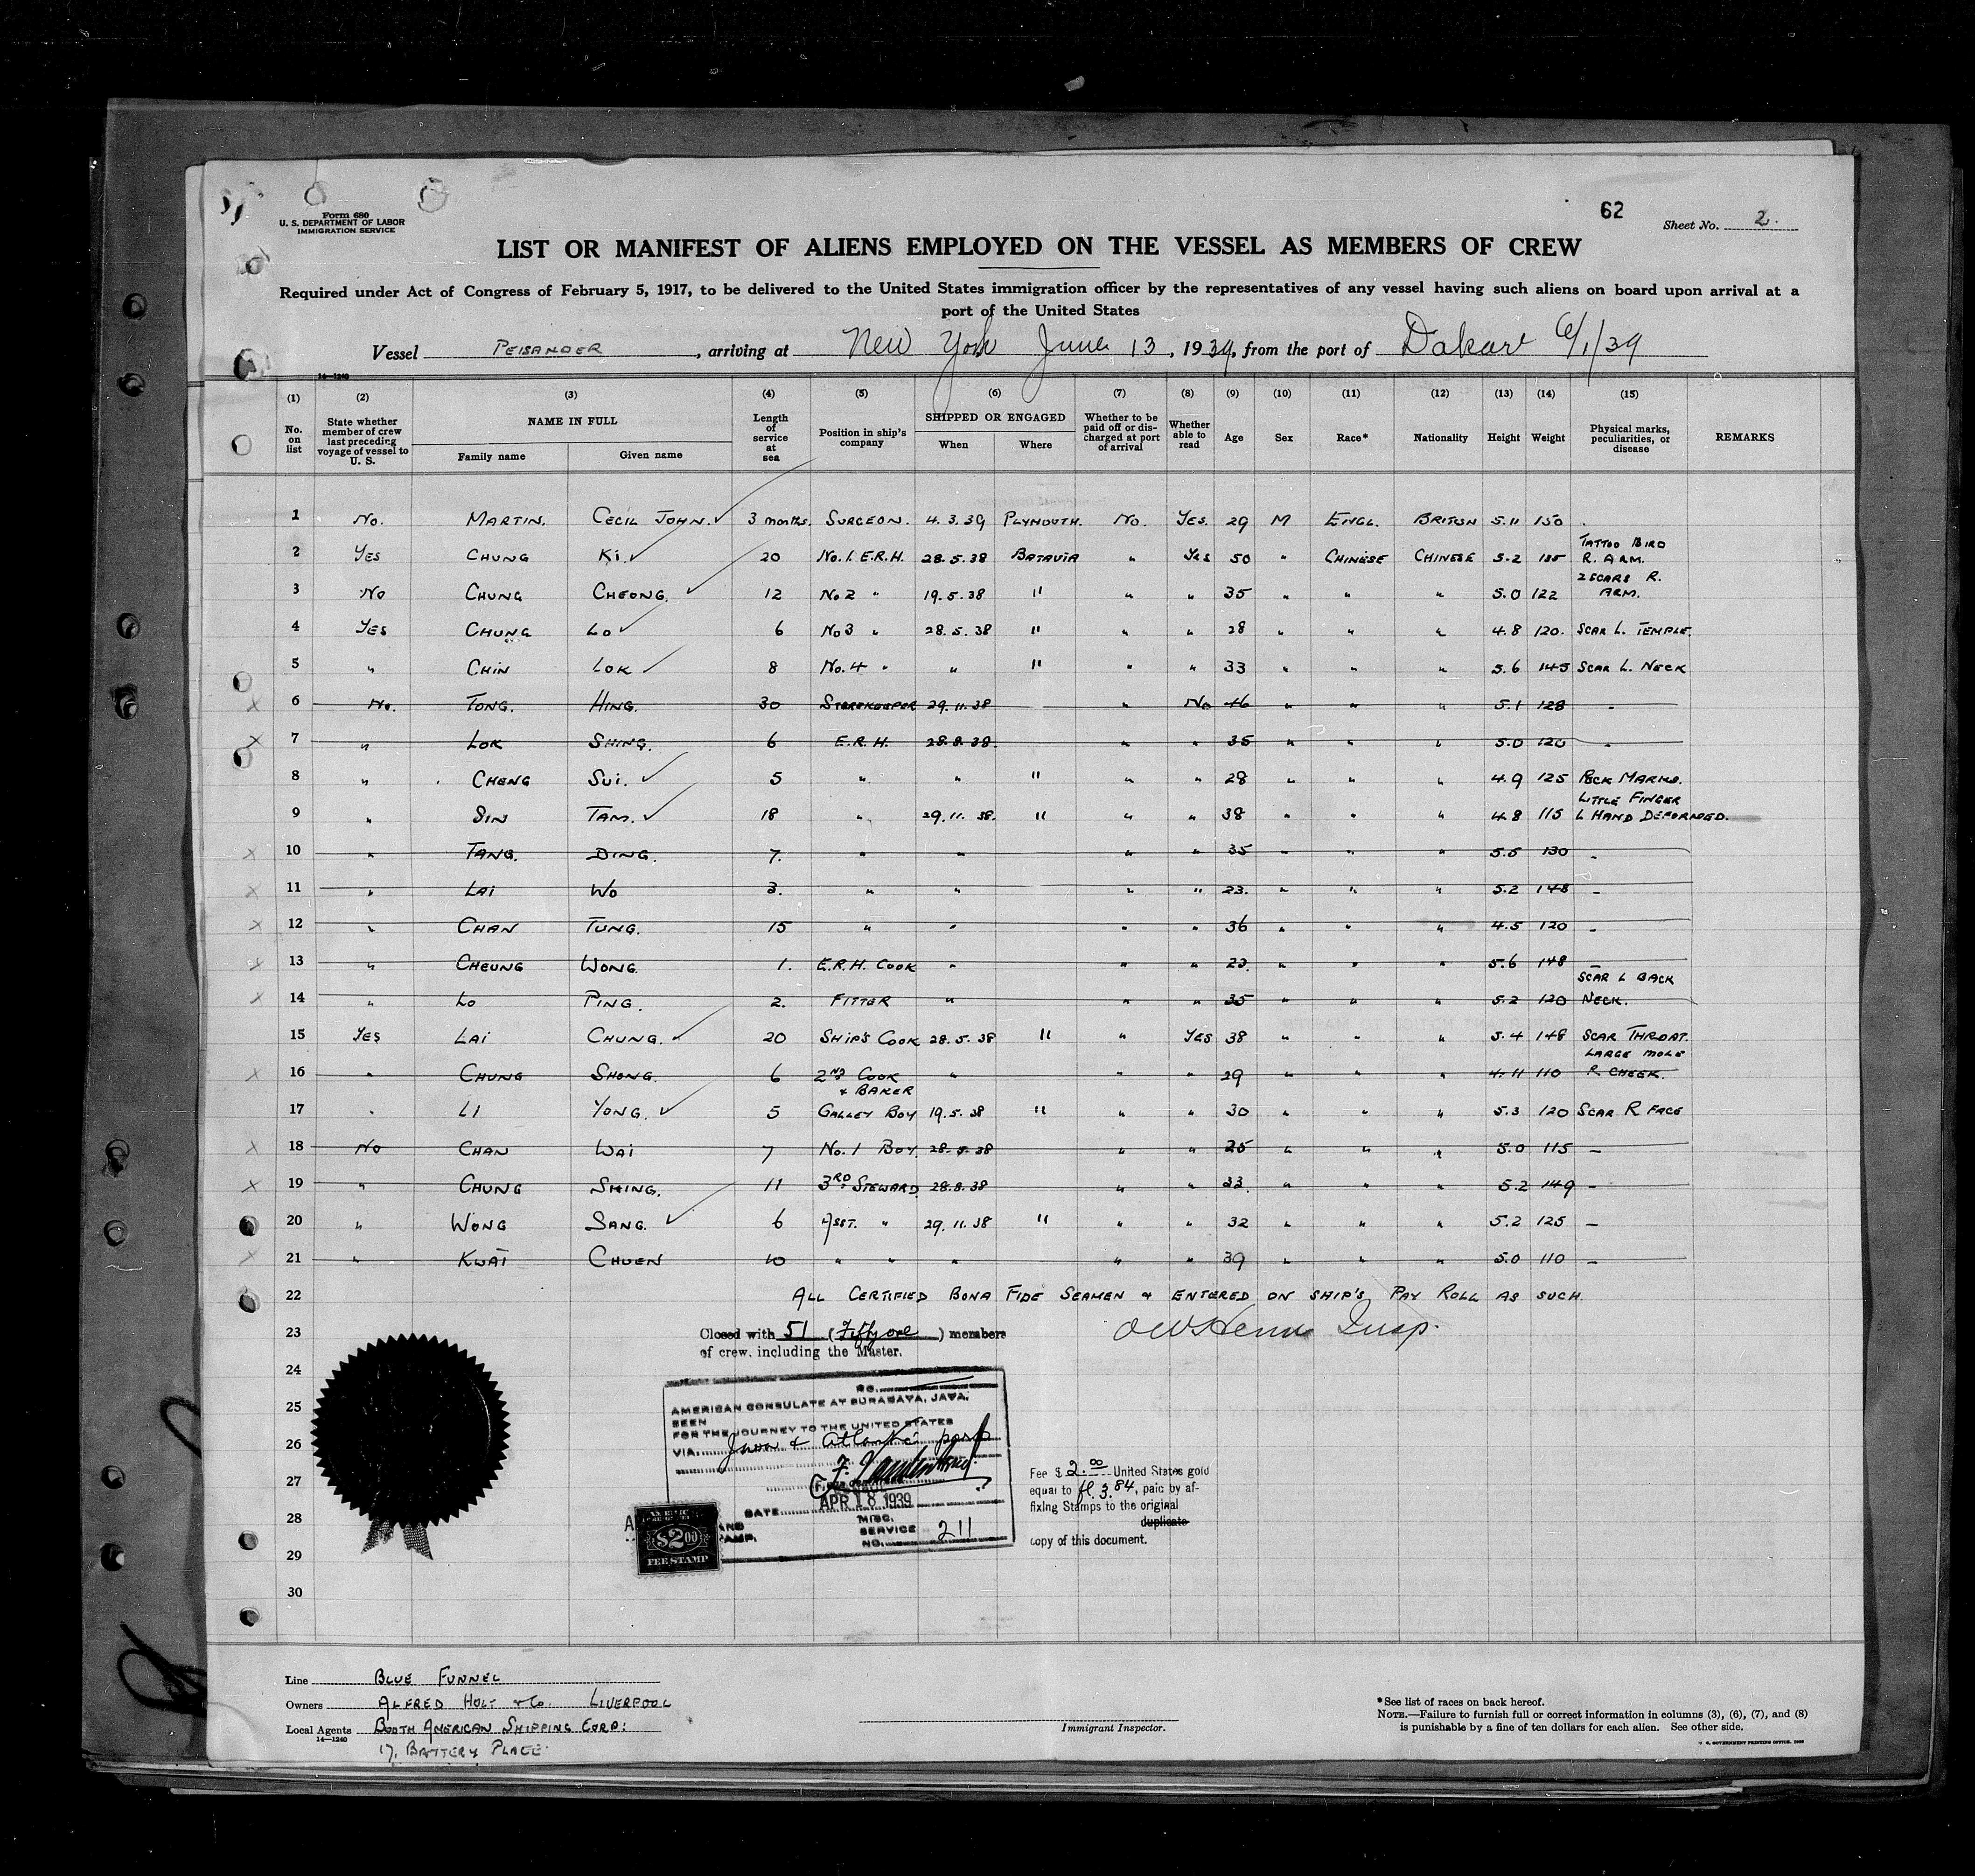 Form 680
U. S. DEPARTMENT OF LABOR
IMMIGRATION SERVICE
62
Sheet No. 2.
LIST OR MANIFEST OF ALIENS EMPLOYED ON THE VESSEL AS MEMBERS OF CREW
Required under Act of Congress of February 5, 1917, to be delivered to the United States immigration officer by the representatives of any vessel having such aliens on board upon arrival at a
port of the United States
Vessel PEISANDER, arriving at New York June 13, 1939, from the port of Dakar 6/1/39
14—1240
(1) (2) (3) (4) (5) (6) (7) (8) (9) (10) (11) (12) (13) (14) (15)
No. on list
State whether member of crew last preceding voyage of vessel to U. S.
NAME IN FULL
Family name
Given name
Length of service at sea
Position in ship's company
SHIPPED OR ENGAGED
When
Where
Whether to be paid off or discharged at port of arrival
Whether able to read
Age
Sex
Race*
Nationality
Height
Weight
Physical marks, peculiarities, or disease
REMARKS
1 No. MARTIN. CECIL JOHN. 3 months. SURGEON. 4.3.39 PLYMOUTH. No. YES. 29 M ENGL. BRITON 5.11 150
2 YES CHUNG Ki. 20 No.1. E.R.H. 28.5.38 BATAVIA " YES 50 " CHINESE CHINESE 5.2 135 TATTOO BIRD R. ARM.
3 No CHUNG CHEONG. 12 No 2 " 19.5.38 " " " 35 " " " 5.0 122 2 SCARS R. ARM.
4 YES CHUNG LO 6 No 3 " 28.5.38 " " " 28 " " " 4.8 120. SCAR L. TEMPLE.
5 " CHIN LOK 8 No. 4 " " " " " 33 " " " 5.6 145 SCAR L. NECK
6 No. TONG. HING. 30 STOREKEEPER 29.11.38 " No 46 " " " 5.1 128 -
7 " LOK SHING. 6 E.R.H. 28.8.38. " " 35 " " " 5.0 120 -
8 " CHENG SUI. 5 " " " " " 28 " " " 4.9 125 POCK MARKS.
9 " SIN TAM. 18 " 29.11.38. " " " 38 " " " 4.8 115 LITTLE FINGER L HAND DEFORMED.
10 " TANG. DING. 7. " " " " 35 " " " 5.5 130 -
11 " LAI WO 3. " " " " 23. " " " 5.2 148 -
12 " CHAN TUNG. 15 " " " " 36 " " " 4.5 120 -
13 " CHEUNG WONG. 1. E.R.H. COOK " " " 23. " " " 5.6 148 -
14 " LO PING. 2. FITTER " " " 35 " " " 5.2 120 SCAR L BACK NECK.
15 YES LAI CHUNG. 20 SHIP'S COOK 28.5.38 " " YES 38 " " " 5.4 148 SCAR THROAT.
16 " CHUNG SHONG. 6 2ND COOK & BAKER " " " 29 " " " 4.11 110 LARGE MOLE R CHEEK.
17 " LI YONG. 5 GALLEY BOY 19.5.38 " " " 30 " " " 5.3 120 SCAR R FACE
18 No CHAN WAI 7 No.1 BOY. 28.5.38 " " 25 " " " 5.0 115 -
19 " CHUNG SHING. 11 3RD STEWARD 28.8.38 " " 33. " " " 5.2 149 -
20 " WONG SANG. 6 ASST. " 29.11.38 " " " 32 " " " 5.2 125 -
21 " KWAI CHUEN 10 " " " " " 39 " " " 5.0 110 -
22 ALL CERTIFIED BONA FIDE SEAMEN & ENTERED ON SHIP'S PAY ROLL AS SUCH.
23 Closed with 51 (Fifty one) members
of crew, including the Master.
Insp.
24
25
26
27
28
29
30
NO.
AMERICAN CONSULATE AT SURABAYA, JAVA.
SEEN
FOR THE JOURNEY TO THE UNITED STATES
VIA Java & Atlantic ports
DATE APR 18 1939
MISC.
SERVICE
NO. 211
$2.00
FEE STAMP
Fee $ 2.00 United States gold
equal to fl. 3.84, paid by af-
fixing Stamps to the original
duplicate
copy of this document.
Line BLUE FUNNEL
Owners ALFRED HOLT & Co. LIVERPOOL
Local Agents BOOTH AMERICAN SHIPPING CORP:
14—1240
17, BATTERY PLACE
Immigrant Inspector.
*See list of races on back hereof.
NOTE.—Failure to furnish full or correct information in columns (3), (6), (7), and (8)
is punishable by a fine of ten dollars for each alien. See other side.
U. S. GOVERNMENT PRINTING OFFICE.